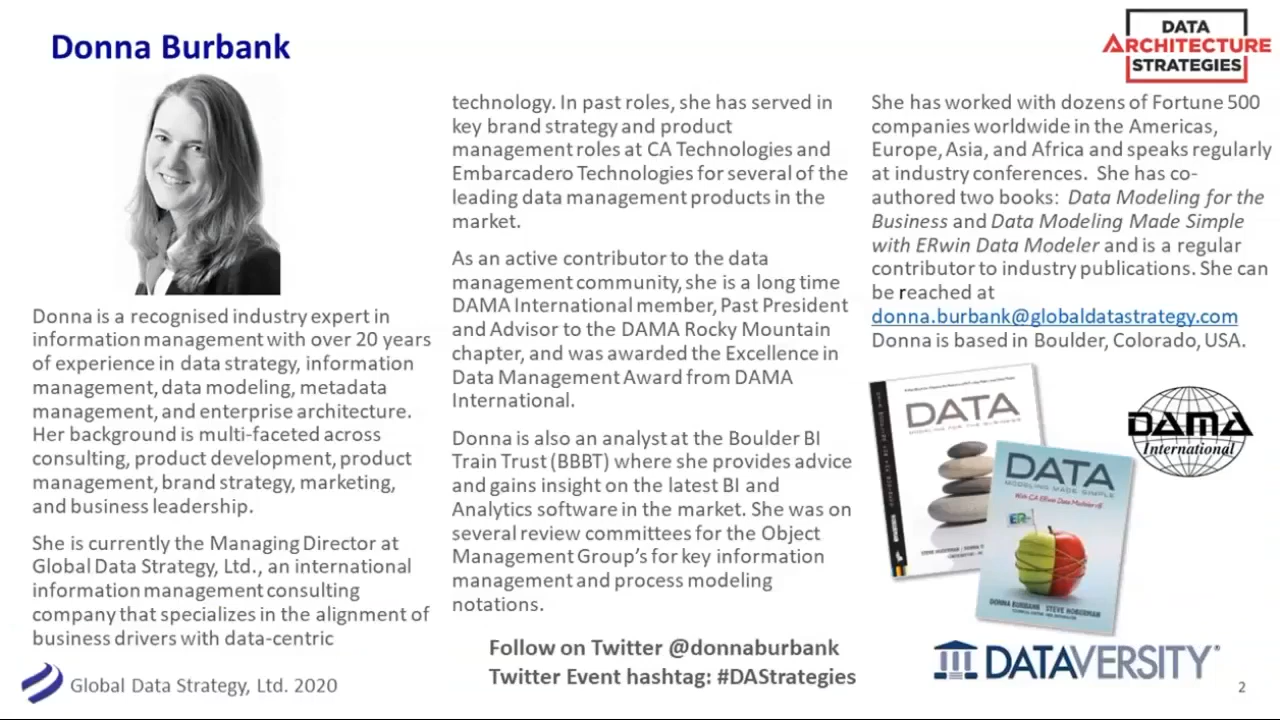 Donna Burbank
DATA
ARCHITECTURE
STRATEGIES
Donna is a recognised industry expert in
information management with over 20 years
of experience in data strategy, information
management, data modeling, metadata
management, and enterprise architecture.
Her background is multi-faceted across
consulting, product development, product
management, brand strategy, marketing,
and business leadership.
She is currently the Managing Director at
Global Data Strategy, Ltd., an international
information management consulting
company that specializes in the alignment of
business drivers with data-centric
technology. In past roles, she has served in
key brand strategy and product
management roles at CA Technologies and
Embarcadero Technologies for several of the
leading data management products in the
market.
As an active contributor to the data
management community, she is a long time
DAMA International member, Past President
and Advisor to the DAMA Rocky Mountain
chapter, and was awarded the Excellence in
Data Management Award from DAMA
International.
Donna is also an analyst at the Boulder BI
Train Trust (BBBT) where she provides advice
and gains insight on the latest BI and
Analytics software in the market. She was on
several review committees for the Object
Management Group's for key information
management and process modeling
notations.
She has worked with dozens of Fortune 500
companies worldwide in the Americas,
Europe, Asia, and Africa and speaks regularly
at industry conferences. She has co-
authored two books: Data Modeling for the
Business and Data Modeling Made Simple
with ERwin Data Modeler and is a regular
contributor to industry publications. She can
be reached at
donna.burbank@globaldatastrategy.com
Donna is based in Boulder, Colorado, USA.
DATA
MODELING FOR THE BUSINESS
DATA
MODELING MADE SIMPLE
With CA ERwin Data Modeler r8
DONNA BURBANK STEVE HOBERMAN
DAMA
International
Follow on Twitter @donnaburbank
Twitter Event hashtag: #DAStrategies
DATAVERSITY®
Global Data Strategy, Ltd. 2020
2